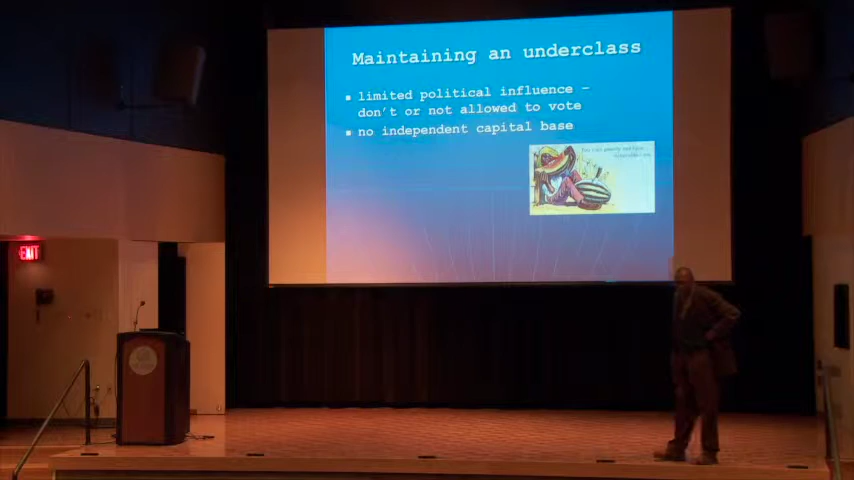 Maintaining an underclass
limited political influence –
don't or not allowed to vote
no independent capital base
EXIT